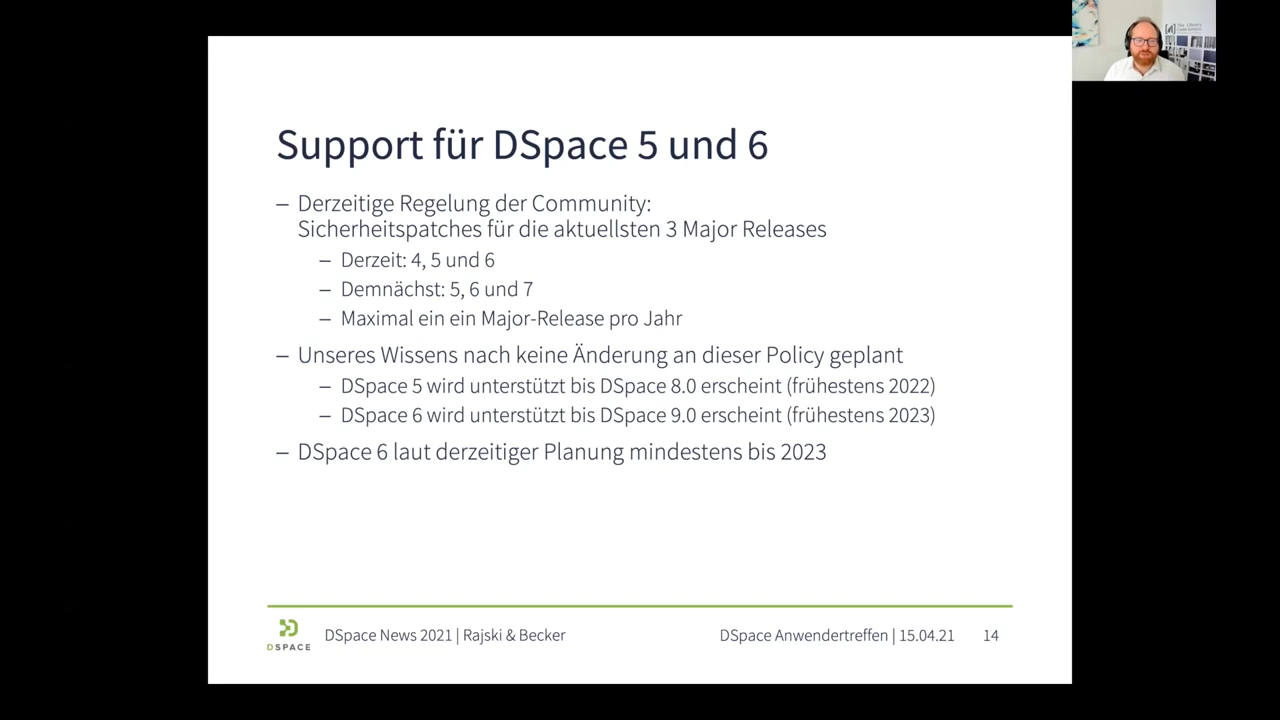 Support für DSpace 5 und 6
– Derzeitige Regelung der Community:
Sicherheitspatches für die aktuellsten 3 Major Releases
– Derzeit: 4, 5 und 6
– Demnächst: 5, 6 und 7
– Maximal ein ein Major-Release pro Jahr
– Unseres Wissens nach keine Änderung an dieser Policy geplant
– DSpace 5 wird unterstützt bis DSpace 8.0 erscheint (frühestens 2022)
– DSpace 6 wird unterstützt bis DSpace 9.0 erscheint (frühestens 2023)
– DSpace 6 laut derzeitiger Planung mindestens bis 2023
DSPACE
DSpace News 2021 | Rajski & Becker
DSpace Anwendertreffen | 15.04.21 14
The Library